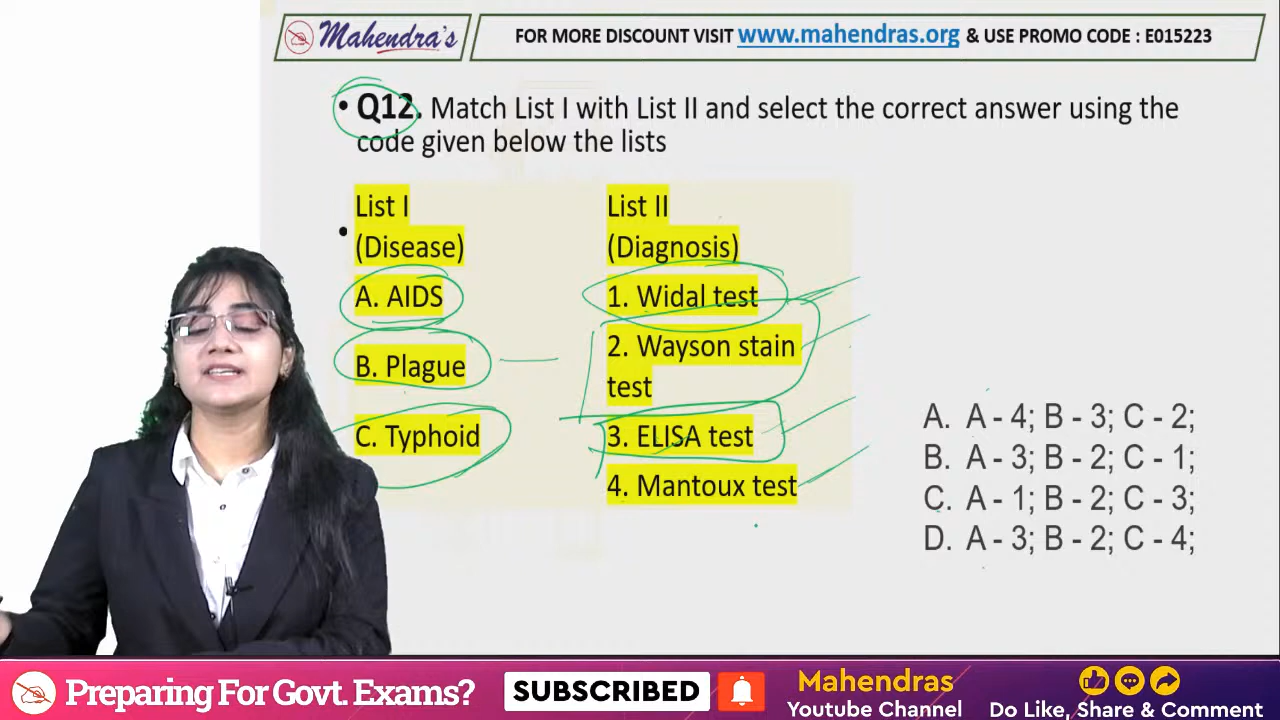 Mahendra's
FOR MORE DISCOUNT VISIT www.mahendras.org & USE PROMO CODE : E015223
• Q12. Match List I with List II and select the correct answer using the
code given below the lists
List I
(Disease)
A. AIDS
B. Plague
C. Typhoid
List II
(Diagnosis)
1. Widal test
2. Wayson stain
test
3. ELISA test
4. Mantoux test
A. A - 4; B - 3; C - 2;
B. A - 3; B - 2; C - 1;
C. A - 1; B - 2; C - 3;
D. A - 3; B - 2; C - 4;
Preparing For Govt. Exams?
SUBSCRIBED
Mahendras
YouTube Channel
Do Like, Share & Comment